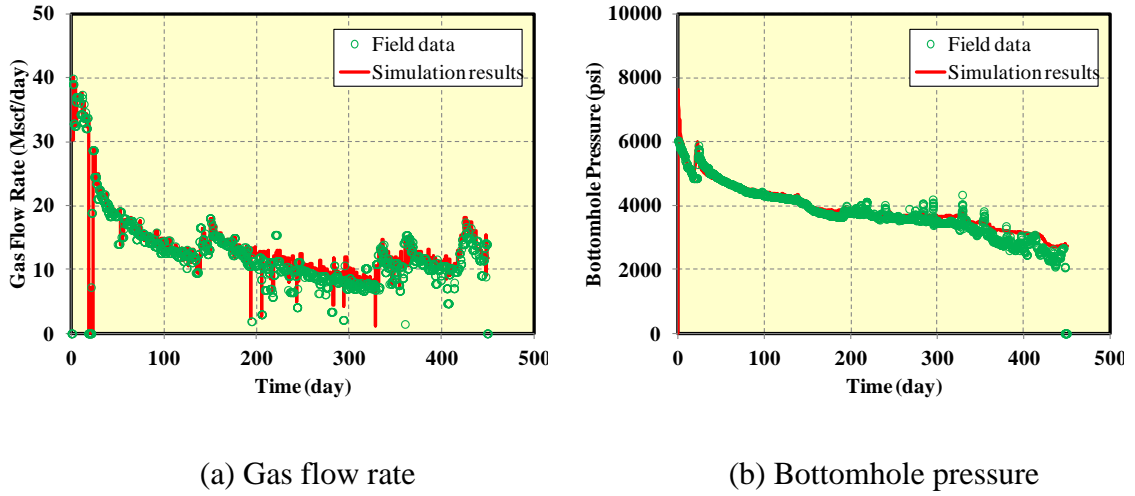 50
40
30
20
10
0
Gas Flow Rate (Mscf/day)
Field data
Simulation results
0 100 200 300 400 500
Time (day)
10000
8000
6000
4000
2000
0
Bottomhole Pressure (psi)
Field data
Simulation results
0 100 200 300 400 500
Time (day)
(a) Gas flow rate
(b) Bottomhole pressure